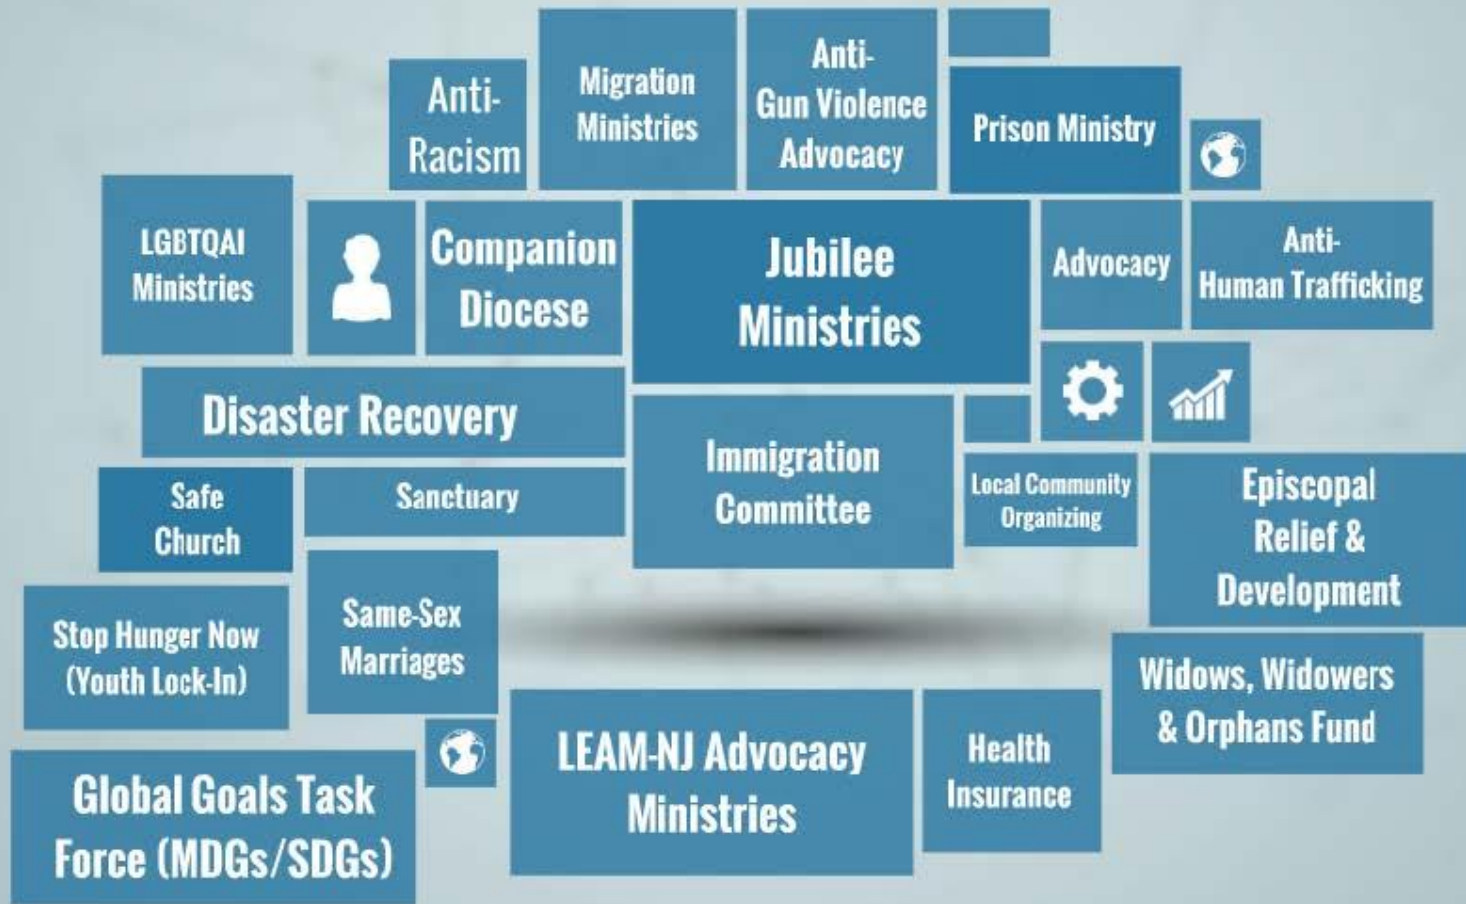 Anti-
Racism
Migration
Ministries
Anti-
Gun Violence
Advocacy
Prison Ministry
LGBTQAI
Ministries
Companion
Diocese
Jubilee
Ministries
Advocacy
Anti-
Human Trafficking
Disaster Recovery
Immigration
Committee
Safe
Church
Sanctuary
Local Community
Organizing
Episcopal
Relief &
Development
Stop Hunger Now
(Youth Lock-In)
Same-Sex
Marriages
Widows, Widowers
& Orphans Fund
LEAM-NJ Advocacy
Ministries
Health
Insurance
Global Goals Task
Force (MDGs/SDGs)